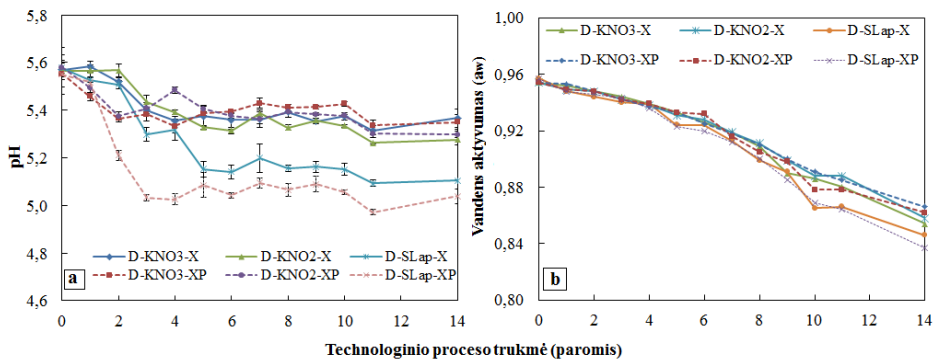 5,8
5,6
5,4
5,2
5,0
4,8
4,6
pH
D-KNO3-X D-KNO2-X D-SLap-X
D-KNO3-XP D-KNO2-XP D-SLap-XP
a
0 2 4 6 8 10 12 14
1,00
0,96
0,92
0,88
0,84
0,80
Vandens aktyvumas (aw)
D-KNO3-X D-KNO2-X D-SLap-X
D-KNO3-XP D-KNO2-XP D-SLap-XP
b
0 2 4 6 8 10 12 14
Technologinio proceso trukmė (paromis)